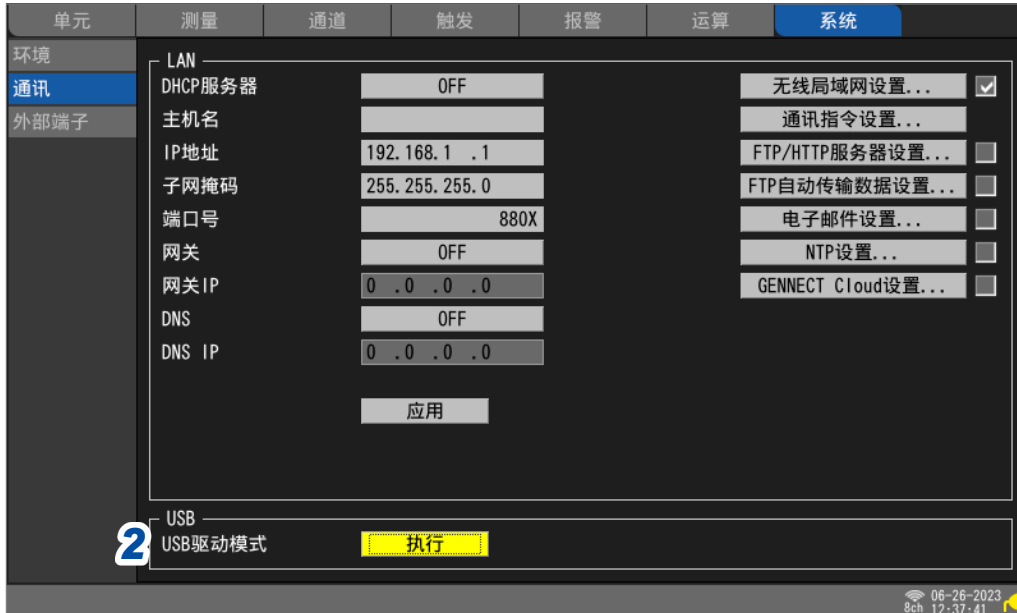 单元 测量 通道 触发 报警 运算 系统
环境
通讯
外部端子
LAN
DHCP服务器 OFF 无线局域网设置...
主机名 通讯指令设置...
IP地址 192.168.1 .1 FTP/HTTP服务器设置...
子网掩码 255.255.255.0 FTP自动传输数据设置...
端口号 880X 电子邮件设置...
网关 OFF NTP设置...
网关IP 0 .0 .0 .0 GENNECT Cloud设置...
DNS OFF
DNS IP 0 .0 .0 .0
应用
USB
2 USB驱动模式 执行
06-26-2023
8ch 12:37:41